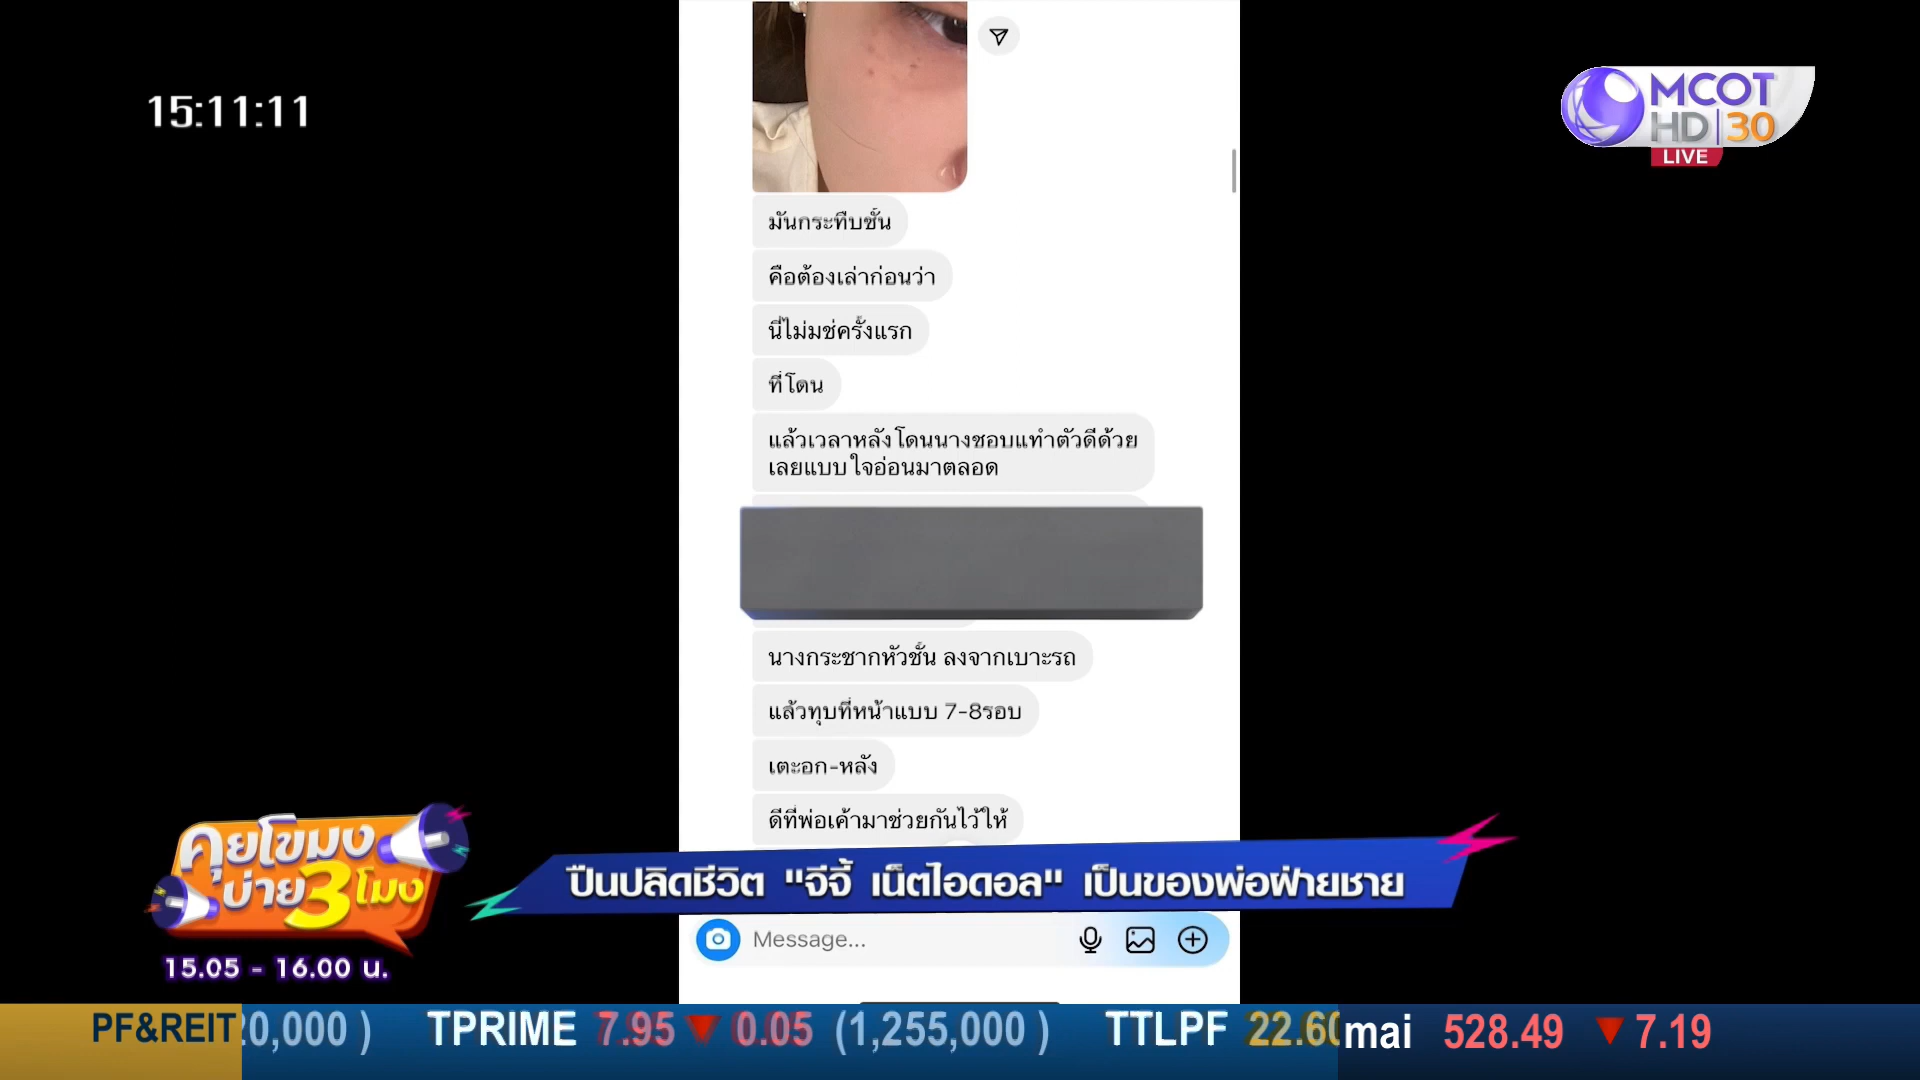 15:11:11
MCOT
HD 30
LIVE
มันกระทืบชั้น
คือต้องเล่าก่อนว่า
นี่ไม่มช่ครั้งแรก
ที่โดน
แล้วเวลาหลังโดนนางชอบแทำตัวดีด้วย
เลยแบบใจอ่อนมาตลอด
นางกระชากหัวชั้น ลงจากเบาะรถ
แล้วทุบที่หน้าแบบ 7-8รอบ
เตะอก-หลัง
ดีที่พ่อเค้ามาช่วยกันไว้ให้
คุยโขมง
บ่าย3โมง
15.05 - 16.00 น.
ปืนปลิดชีวิต "จีจี้ เน็ตไอดอล" เป็นของพ่อฝ่ายชาย
Message...
PF&REIT 20,000 ) TPRIME 7.95 ▼ 0.05 (1,255,000 ) TTLPF 22.60 mai 528.49 ▼ 7.19